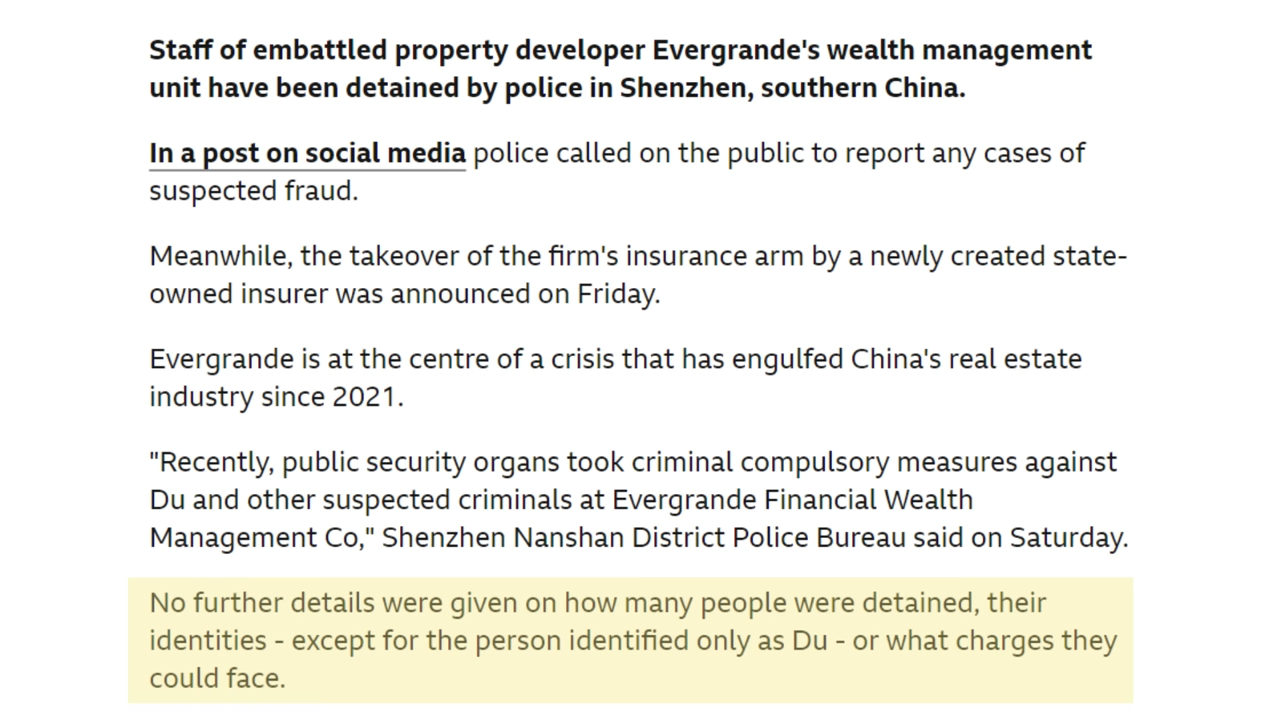 Staff of embattled property developer Evergrande's wealth management
unit have been detained by police in Shenzhen, southern China.
In a post on social media police called on the public to report any cases of
suspected fraud.
Meanwhile, the takeover of the firm's insurance arm by a newly created state-
owned insurer was announced on Friday.
Evergrande is at the centre of a crisis that has engulfed China's real estate
industry since 2021.
"Recently, public security organs took criminal compulsory measures against
Du and other suspected criminals at Evergrande Financial Wealth
Management Co," Shenzhen Nanshan District Police Bureau said on Saturday.
No further details were given on how many people were detained, their
identities - except for the person identified only as Du - or what charges they
could face.